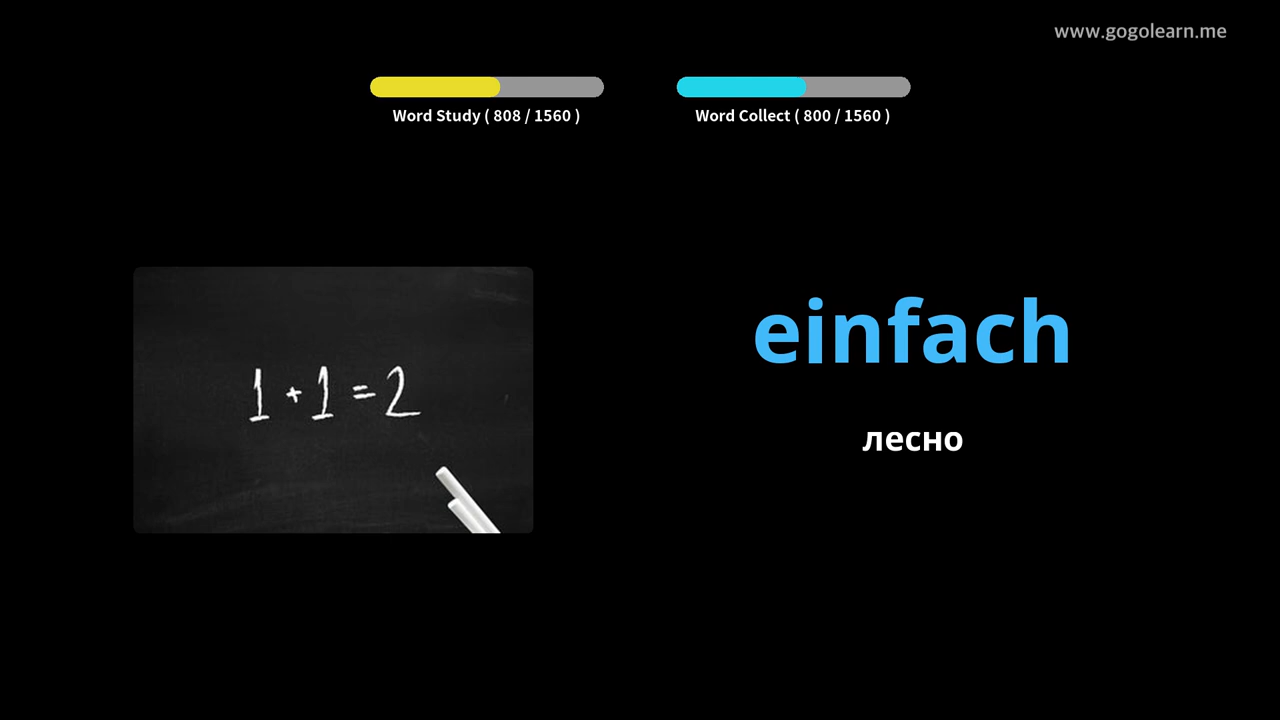 www.gogolearn.me
Word Study ( 808 / 1560 )
Word Collect ( 800 / 1560 )
1 + 1 = 2
einfach
лесно